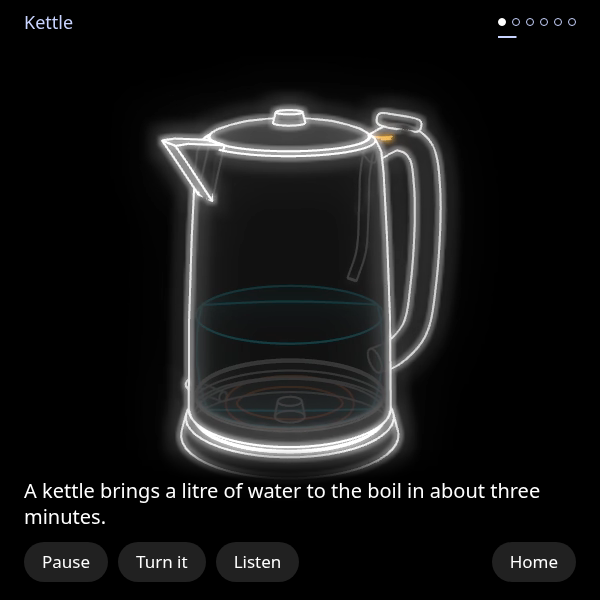 Kettle
A kettle brings a litre of water to the boil in about three
minutes.
Pause
Turn it
Listen
Home